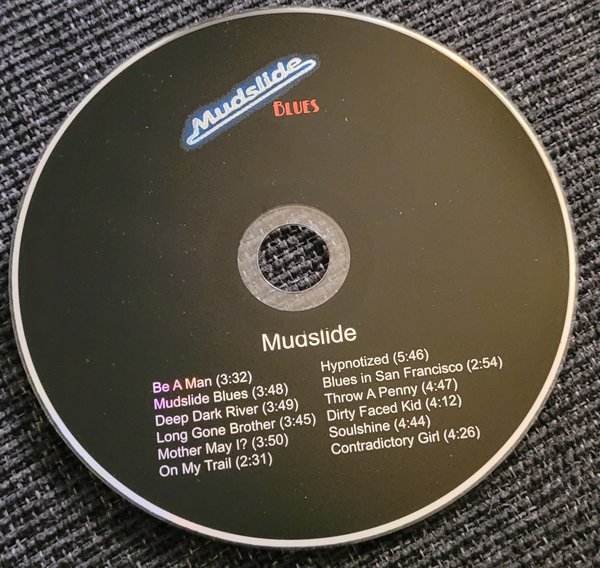 Mudslide
BLUES
Mudslide
Be A Man (3:32)
Mudslide Blues (3:48)
Deep Dark River (3:49)
Long Gone Brother (3:45)
Mother May I? (3:50)
On My Trail (2:31)
Hypnotized (5:46)
Blues in San Francisco (2:54)
Throw A Penny (4:47)
Dirty Faced Kid (4:12)
Soulshine (4:44)
Contradictory Girl (4:26)